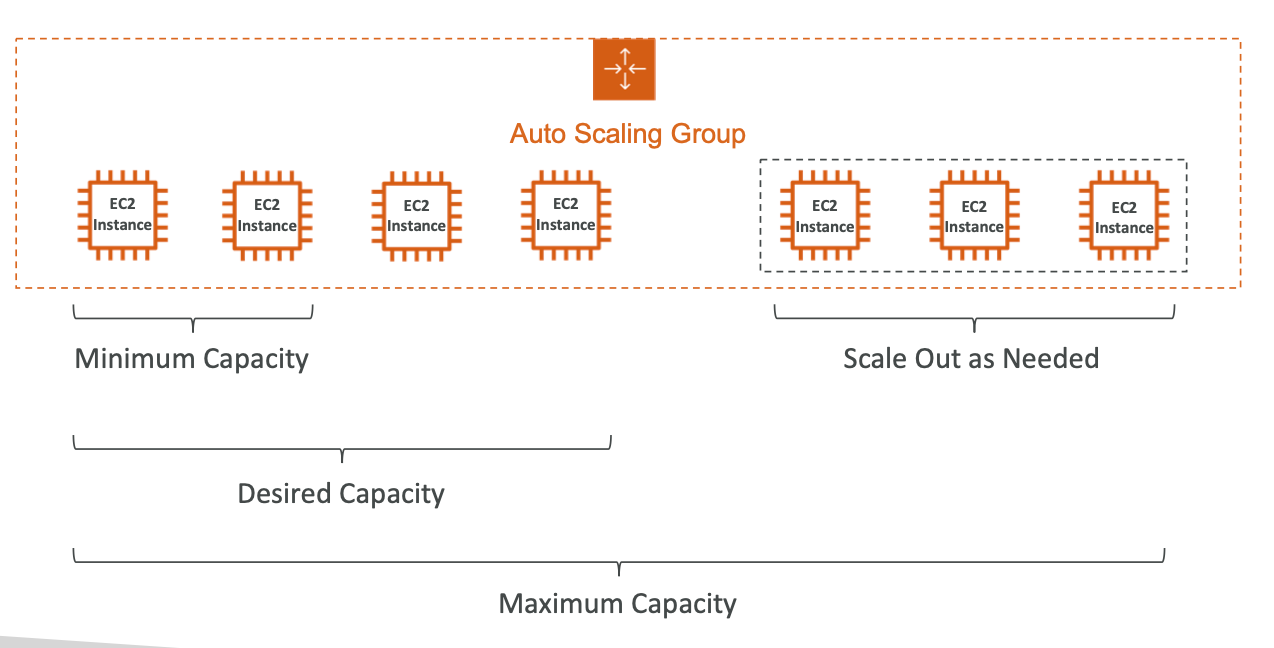 Auto Scaling Group
EC2
Instance
EC2
Instance
EC2
Instance
EC2
Instance
EC2
Instance
EC2
Instance
EC2
Instance
Minimum Capacity
Scale Out as Needed
Desired Capacity
Maximum Capacity